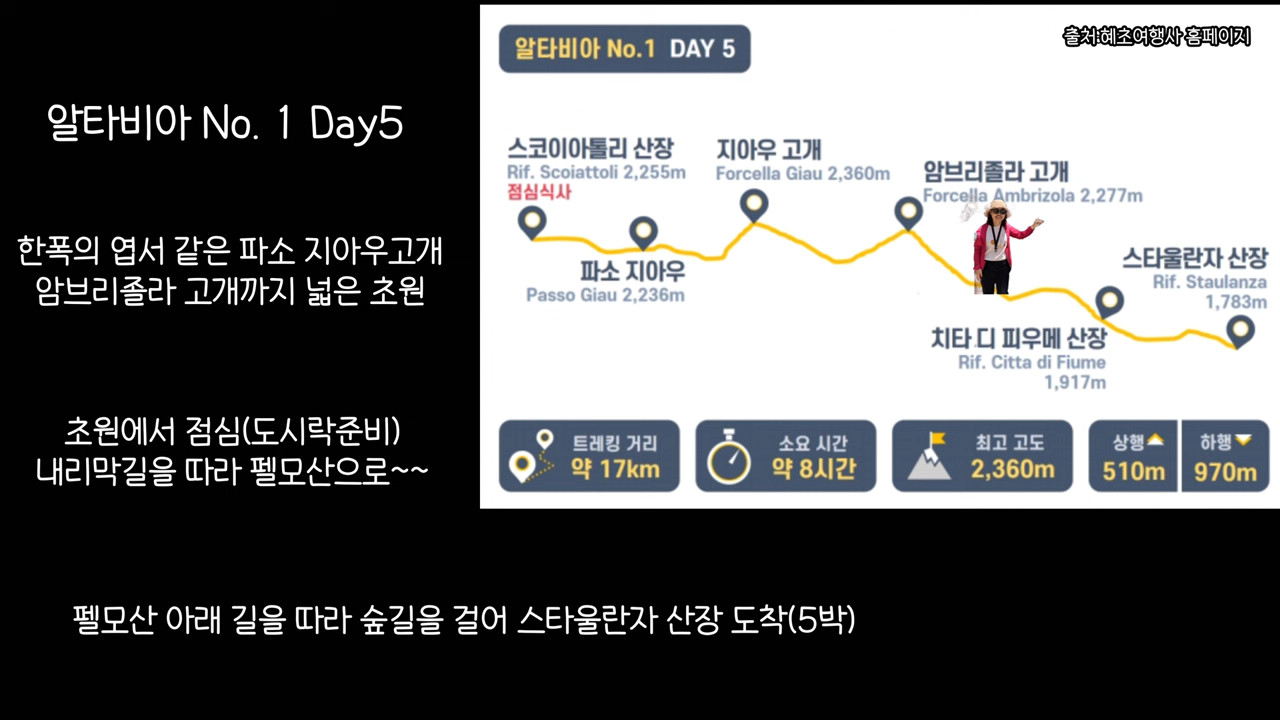 알타비아 No. 1 Day5
한폭의 엽서 같은 파소 지아우고개
암브리졸라 고개까지 넓은 초원
초원에서 점심(도시락준비)
내리막길을 따라 펠모산으로~~
펠모산 아래 길을 따라 숲길을 걸어 스타울란자 산장 도착(5박)
알타비아 No.1 DAY 5
출처:혜초여행사 홈페이지
스코이아톨리 산장
Rif. Scoiattoli 2,255m
점심식사
파소 지아우
Passo Giau 2,236m
지아우 고개
Forcella Giau 2,360m
암브리졸라 고개
Forcella Ambrizola 2,277m
치타 디 피우메 산장
Rif. Citta di Fiume
1,917m
스타울란자 산장
Rif. Staulanza
1,783m
트레킹 거리
약 17km
소요 시간
약 8시간
최고 고도
2,360m
상행
510m
하행
970m